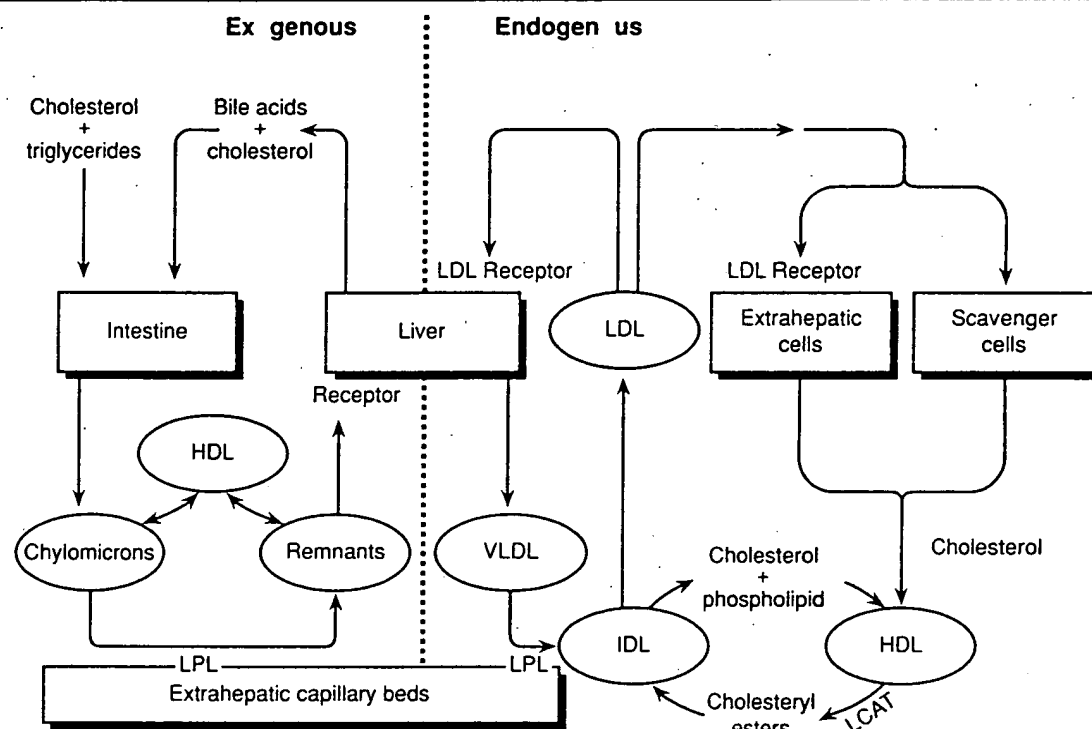 Ex genous
Endogen us
Cholesterol
+
triglycerides
Bile acids
+
cholesterol
LDL Receptor
LDL Receptor
Intestine
Liver
LDL
Extrahepatic
cells
Scavenger
cells
Receptor
HDL
Chylomicrons
Remnants
VLDL
Cholesterol
+
phospholipid
Cholesterol
IDL
HDL
LPL
LPL
Extrahepatic capillary beds
Cholesteryl
esters
LCAT